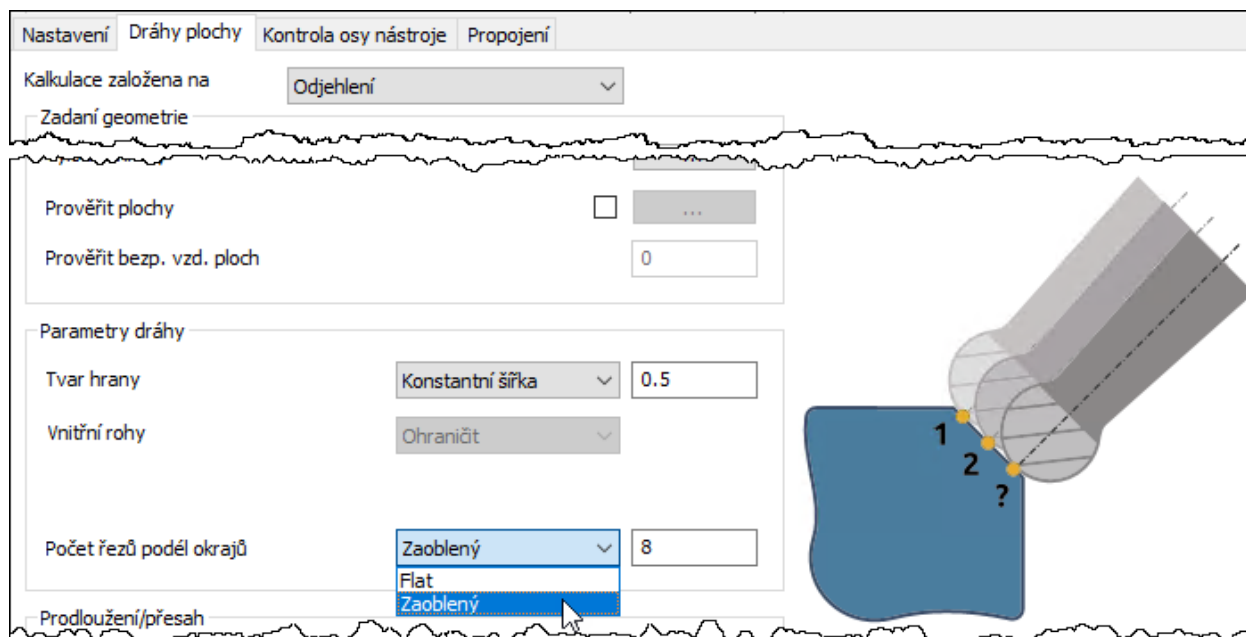 Nastavení Dráhy plochy Kontrola osy nástroje Propojení
Kalkulace založena na Odjehlení
Zadaní geometrie
Prověřit plochy ...
Prověřit bezp. vzd. ploch 0
Parametry dráhy
Tvar hrany Konstantní šířka 0.5
Vnitřní rohy Ohraničit
1
2
?
Počet řezů podél okrajů Zaoblený 8
Flat
Zaoblený
Prodloužení/přesah